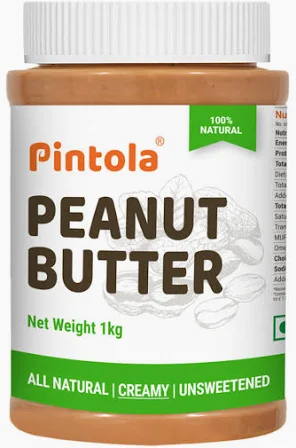 100%
NATURAL
Pintola®
PEANUT
BUTTER
Net Weight 1kg
ALL NATURAL | CREAMY | UNSWEETENED